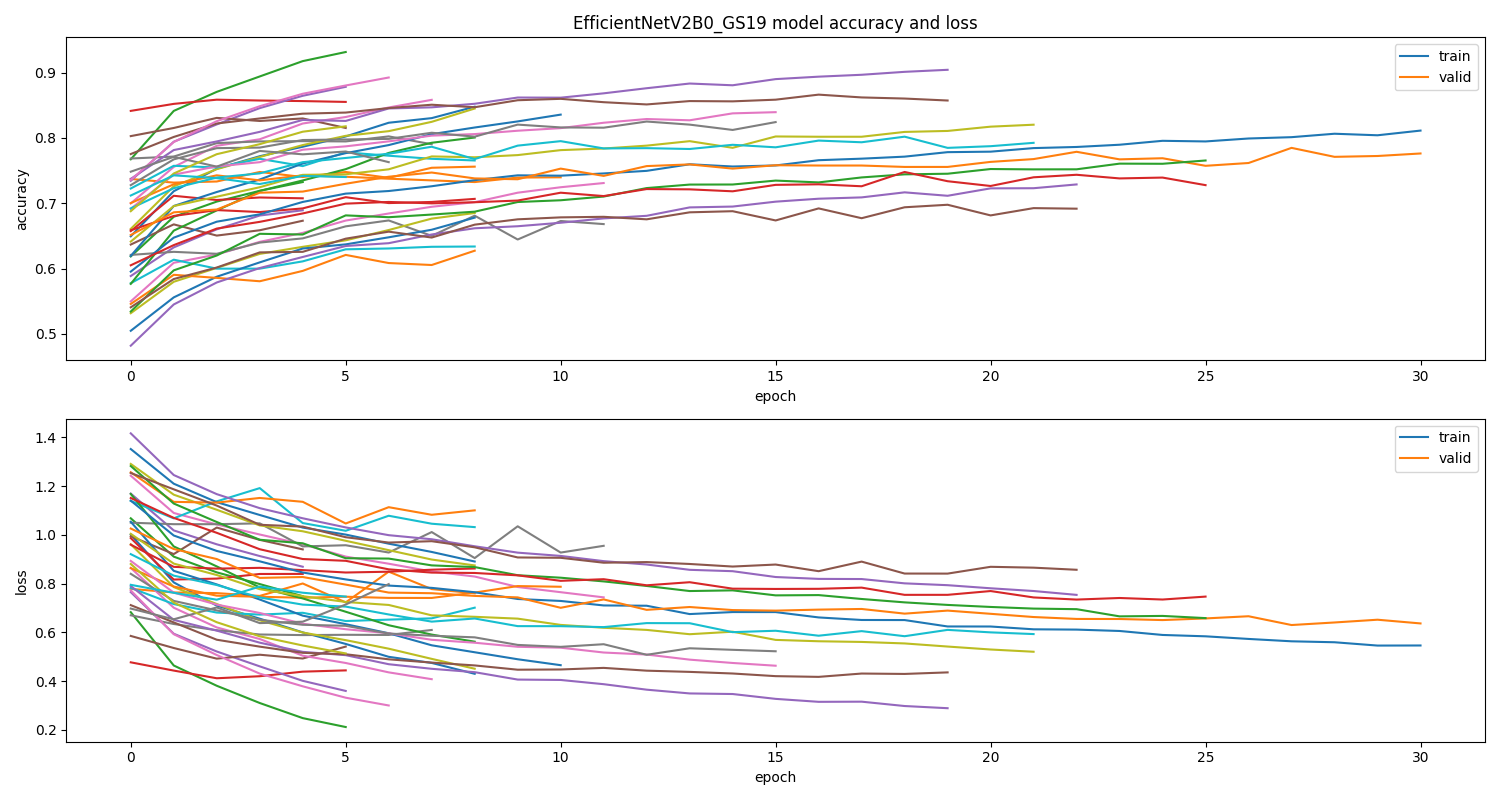 EfficientNetV2B0_GS19 model accuracy and loss
train
valid
0.9
0.8
0.7
0.6
0.5
accuracy
0 5 10 15 20 25 30
epoch
train
valid
1.4
1.2
1.0
0.8
0.6
0.4
0.2
loss
0 5 10 15 20 25 30
epoch